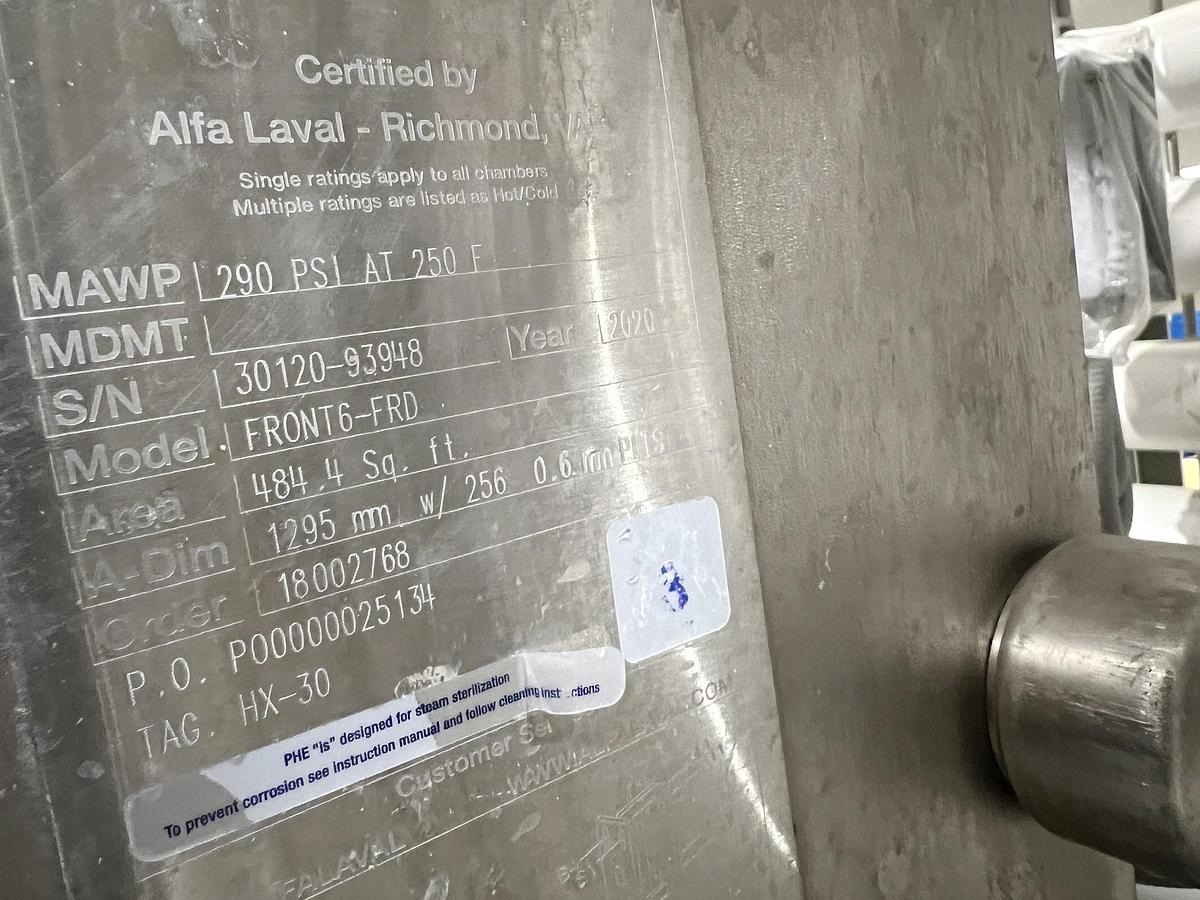 Certified by
Alfa Laval - Richmond, VA
Single ratings apply to all chambers
Multiple ratings are listed as Hot/Cold
MAWP 290 PSI AT 250 F
MDMT
S/N 30120-93948 Year 2020
Model FRONT6-FRD
Area 484.4 Sq. ft.
A-Dim 1295 mm w/ 256 0.6 mm PLTS
Order 18002768
P.O. PO0000025134
TAG. HX-30
PHE "is" designed for steam sterilization
To prevent corrosion see instruction manual and follow cleaning
Customer